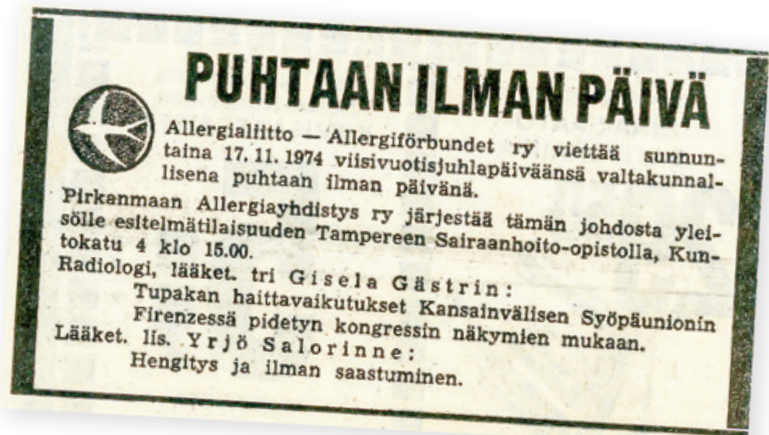 PUHTAAN ILMAN PÄIVÄ
Allergialiitto — Allergiförbundet ry viettää sunnun-
taina 17. 11. 1974 viisivuotisjuhlapäiväänsä valtakunnal-
lisena puhtaan ilman päivänä.
Pirkanmaan Allergiayhdistys ry järjestää tämän johdosta ylei-
sölle esitelmätilaisuuden Tampereen Sairaanhoito-opistolla, Kun-
tokatu 4 klo 15.00.
Radiologi, lääket. tri Gisela Gästrin:
Tupakan haittavaikutukset Kansainvälisen Syöpäunionin
Firenzessä pidetyn kongressin näkymien mukaan.
Lääket. lis. Yrjö Salorinne:
Hengitys ja ilman saastuminen.